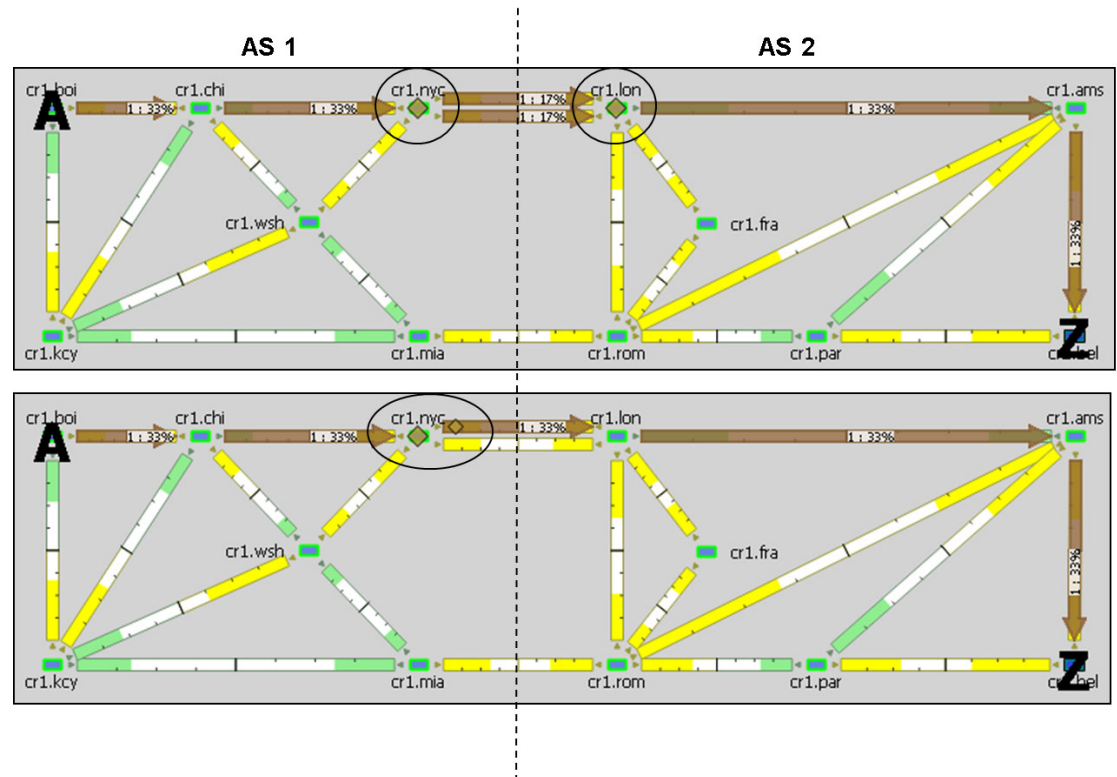 AS 1 AS 2
cr1.boi cr1.chi cr1.nyc cr1.lon cr1.ams
A 1 : 33% 1 : 33% 1 : 17% 1 : 33%
1 : 17%
cr1.wsh cr1.fra
1 : 33%
Z
cr1.kcy cr1.mia cr1.rom cr1.par
cr1.boi cr1.chi cr1.nyc cr1.lon cr1.ams
A 1 : 33% 1 : 33% 1 : 33% 1 : 33%
cr1.wsh cr1.fra
1 : 33%
Z
cr1.kcy cr1.mia cr1.rom cr1.par